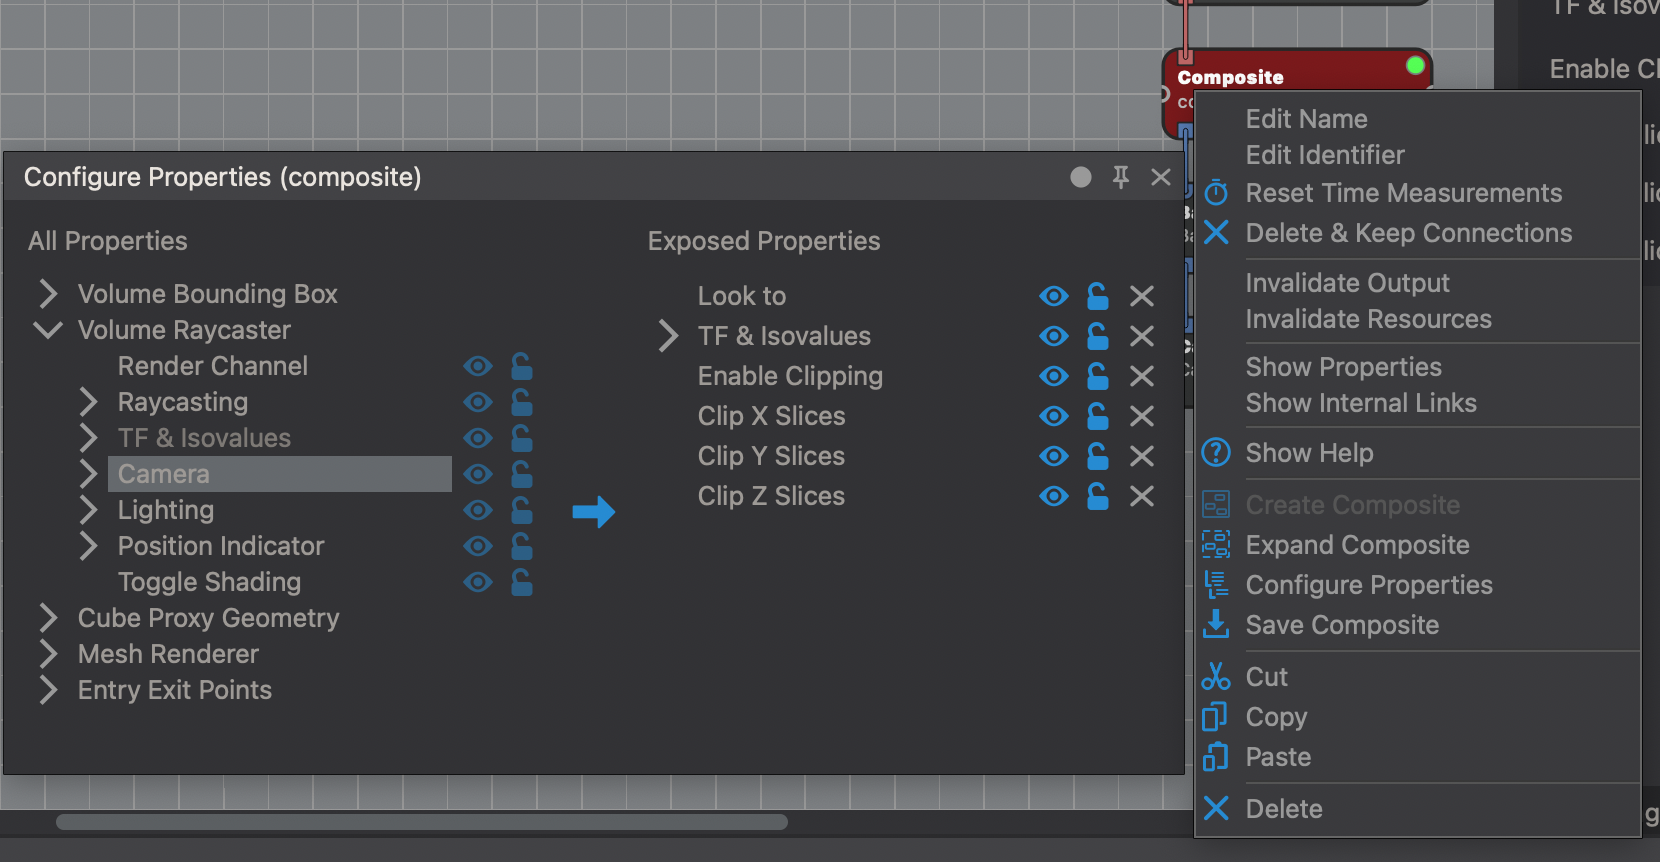 TF & Isov
Enable Cl
Composite
Configure Properties (composite)
All Properties
Volume Bounding Box
Volume Raycaster
Render Channel
Raycasting
TF & Isovalues
Camera
Lighting
Position Indicator
Toggle Shading
Cube Proxy Geometry
Mesh Renderer
Entry Exit Points
Exposed Properties
Look to
TF & Isovalues
Enable Clipping
Clip X Slices
Clip Y Slices
Clip Z Slices
Edit Name
Edit Identifier
Reset Time Measurements
Delete & Keep Connections
Invalidate Output
Invalidate Resources
Show Properties
Show Internal Links
Show Help
Create Composite
Expand Composite
Configure Properties
Save Composite
Cut
Copy
Paste
Delete